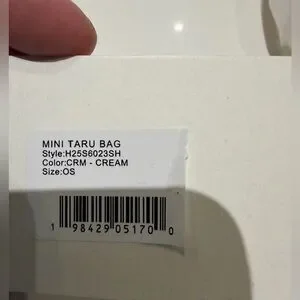 MINI TARU BAG
Style:H25S6023SH
Color:CRM - CREAM
Size:OS
1 98429 05170 0